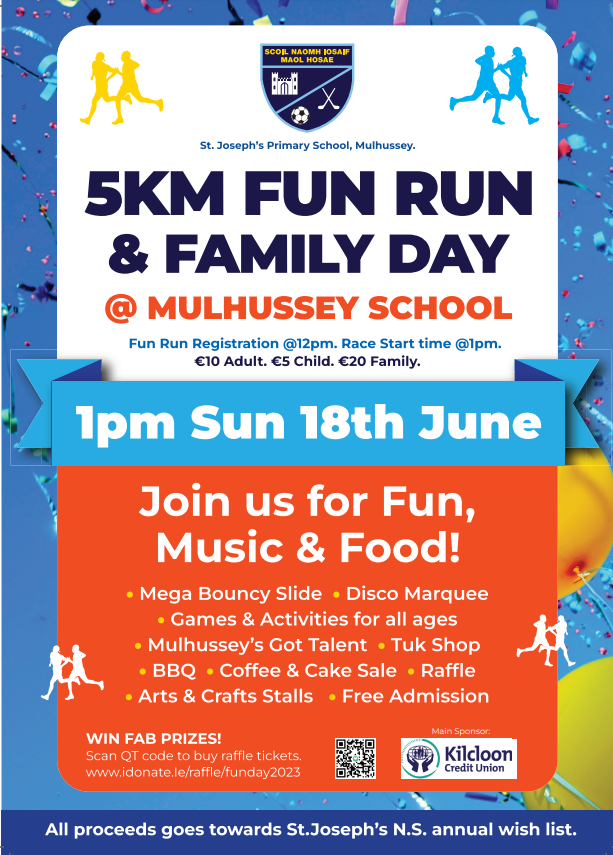 SCOIL NAOMH IOSAIF
MAOL HOSAE
St. Joseph's Primary School, Mulhussey.
5KM FUN RUN
& FAMILY DAY
@ MULHUSSEY SCHOOL
Fun Run Registration @12pm. Race Start time @1pm.
€10 Adult. €5 Child. €20 Family.
1pm Sun 18th June
Join us for Fun,
Music & Food!
• Mega Bouncy Slide • Disco Marquee
• Games & Activities for all ages
• Mulhussey's Got Talent • Tuk Shop
• BBQ • Coffee & Cake Sale • Raffle
• Arts & Crafts Stalls • Free Admission
WIN FAB PRIZES!
Scan QT code to buy raffle tickets.
www.idonate.ie/raffle/funday2023
Main Sponsor:
Kilcloon
Credit Union
All proceeds goes towards St.Joseph's N.S. annual wish list.